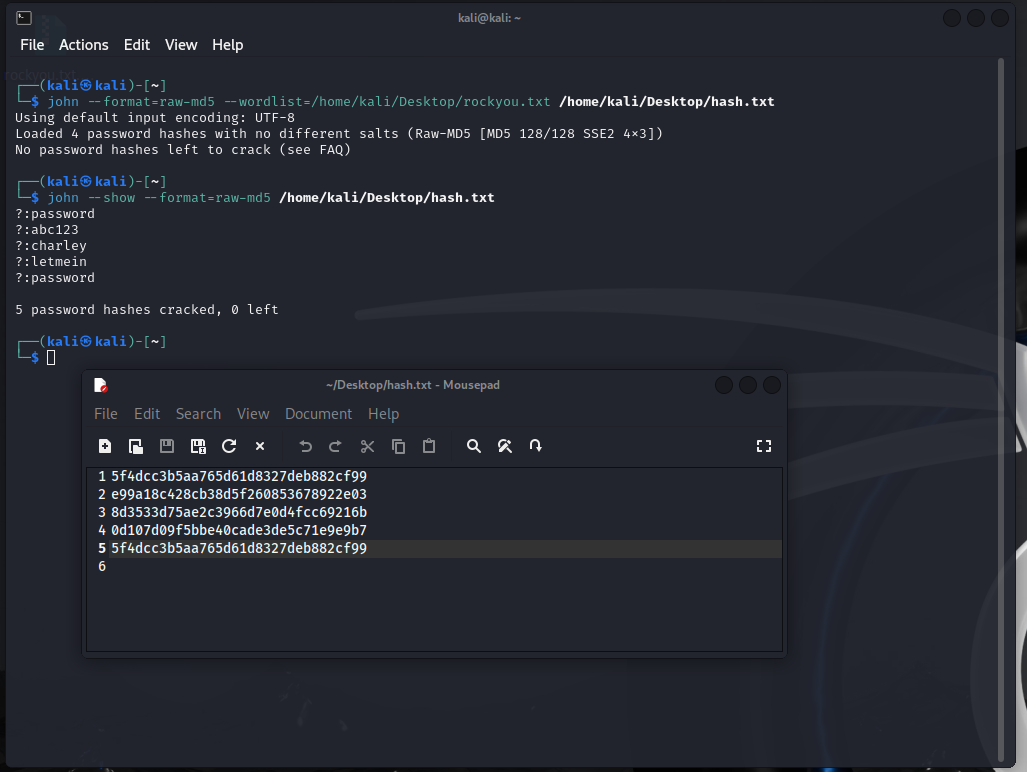 kali@kali: ~
File Actions Edit View Help
rockyou.txt
┌──(kali㉿kali)-[~]
└─$ john --format=raw-md5 --wordlist=/home/kali/Desktop/rockyou.txt /home/kali/Desktop/hash.txt
Using default input encoding: UTF-8
Loaded 4 password hashes with no different salts (Raw-MD5 [MD5 128/128 SSE2 4×3])
No password hashes left to crack (see FAQ)
┌──(kali㉿kali)-[~]
└─$ john --show --format=raw-md5 /home/kali/Desktop/hash.txt
?:password
?:abc123
?:charley
?:letmein
?:password
5 password hashes cracked, 0 left
┌──(kali㉿kali)-[~]
└─$
~/Desktop/hash.txt - Mousepad
File Edit Search View Document Help
1 5f4dcc3b5aa765d61d8327deb882cf99
2 e99a18c428cb38d5f260853678922e03
3 8d3533d75ae2c3966d7e0d4fcc69216b
4 0d107d09f5bbe40cade3de5c71e9e9b7
5 5f4dcc3b5aa765d61d8327deb882cf99
6